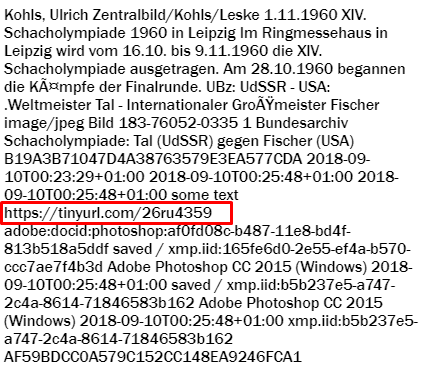 Kohls, Ulrich Zentralbild/Kohls/Leske 1.11.1960 XIV.
Schacholympiade 1960 in Leipzig Im Ringmessehaus in
Leipzig wird vom 16.10. bis 9.11.1960 die XIV.
Schacholympiade ausgetragen. Am 28.10.1960 begannen
die KÃ¤mpfe der Finalrunde. UBz: UdSSR - USA:
.Weltmeister Tal - Internationaler GroÃŸmeister Fischer
image/jpeg Bild 183-76052-0335 1 Bundesarchiv
Schacholympiade: Tal (UdSSR) gegen Fischer (USA)
B19A3B71047D4A38763579E3EA577CDA 2018-09-
10T00:23:29+01:00 2018-09-10T00:25:48+01:00 2018-
09-10T00:25:48+01:00 some text
https://tinyurl.com/26ru4359
adobe:docid:photoshop:af0fd08c-b487-11e8-bd4f-
813b518a5ddf saved / xmp.iid:165fe6d0-2e55-ef4a-b570-
ccc7ae7f4b3d Adobe Photoshop CC 2015 (Windows) 2018-
09-10T00:25:48+01:00 saved / xmp.iid:b5b237e5-a747-
2c4a-8614-71846583b162 Adobe Photoshop CC 2015
(Windows) 2018-09-10T00:25:48+01:00 xmp.iid:b5b237e5-
a747-2c4a-8614-71846583b162
AF59BDCC0A579C152CC148EA9246FCA1